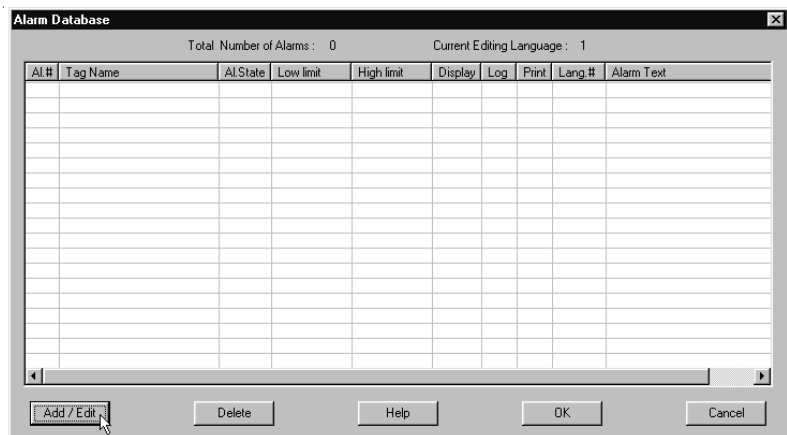 Alarm Database
Total Number of Alarms : 0 Current Editing Language : 1
Al.# Tag Name Al.State Low limit High limit Display Log Print Lang.# Alarm Text
Add / Edit Delete Help OK Cancel